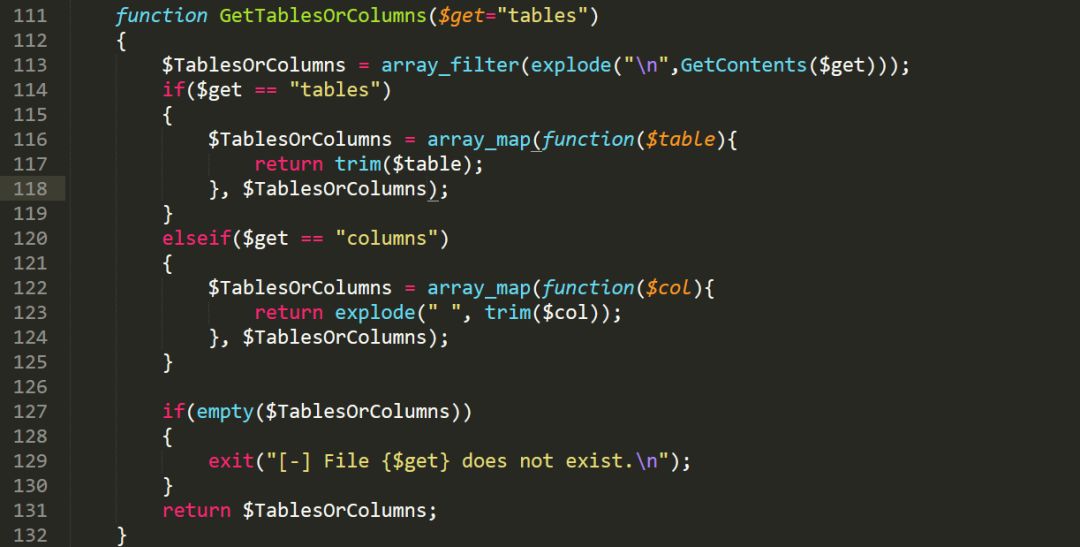 111 function GetTablesOrColumns($get="tables")
112 {
113     $TablesOrColumns = array_filter(explode("\n",GetContents($get)));
114     if($get == "tables")
115     {
116         $TablesOrColumns = array_map(function($table){
117             return trim($table);
118         }, $TablesOrColumns);
119     }
120     elseif($get == "columns")
121     {
122         $TablesOrColumns = array_map(function($col){
123             return explode(" ", trim($col));
124         }, $TablesOrColumns);
125     }
126
127     if(empty($TablesOrColumns))
128     {
129         exit("[-] File {$get} does not exist.\n");
130     }
131     return $TablesOrColumns;
132 }